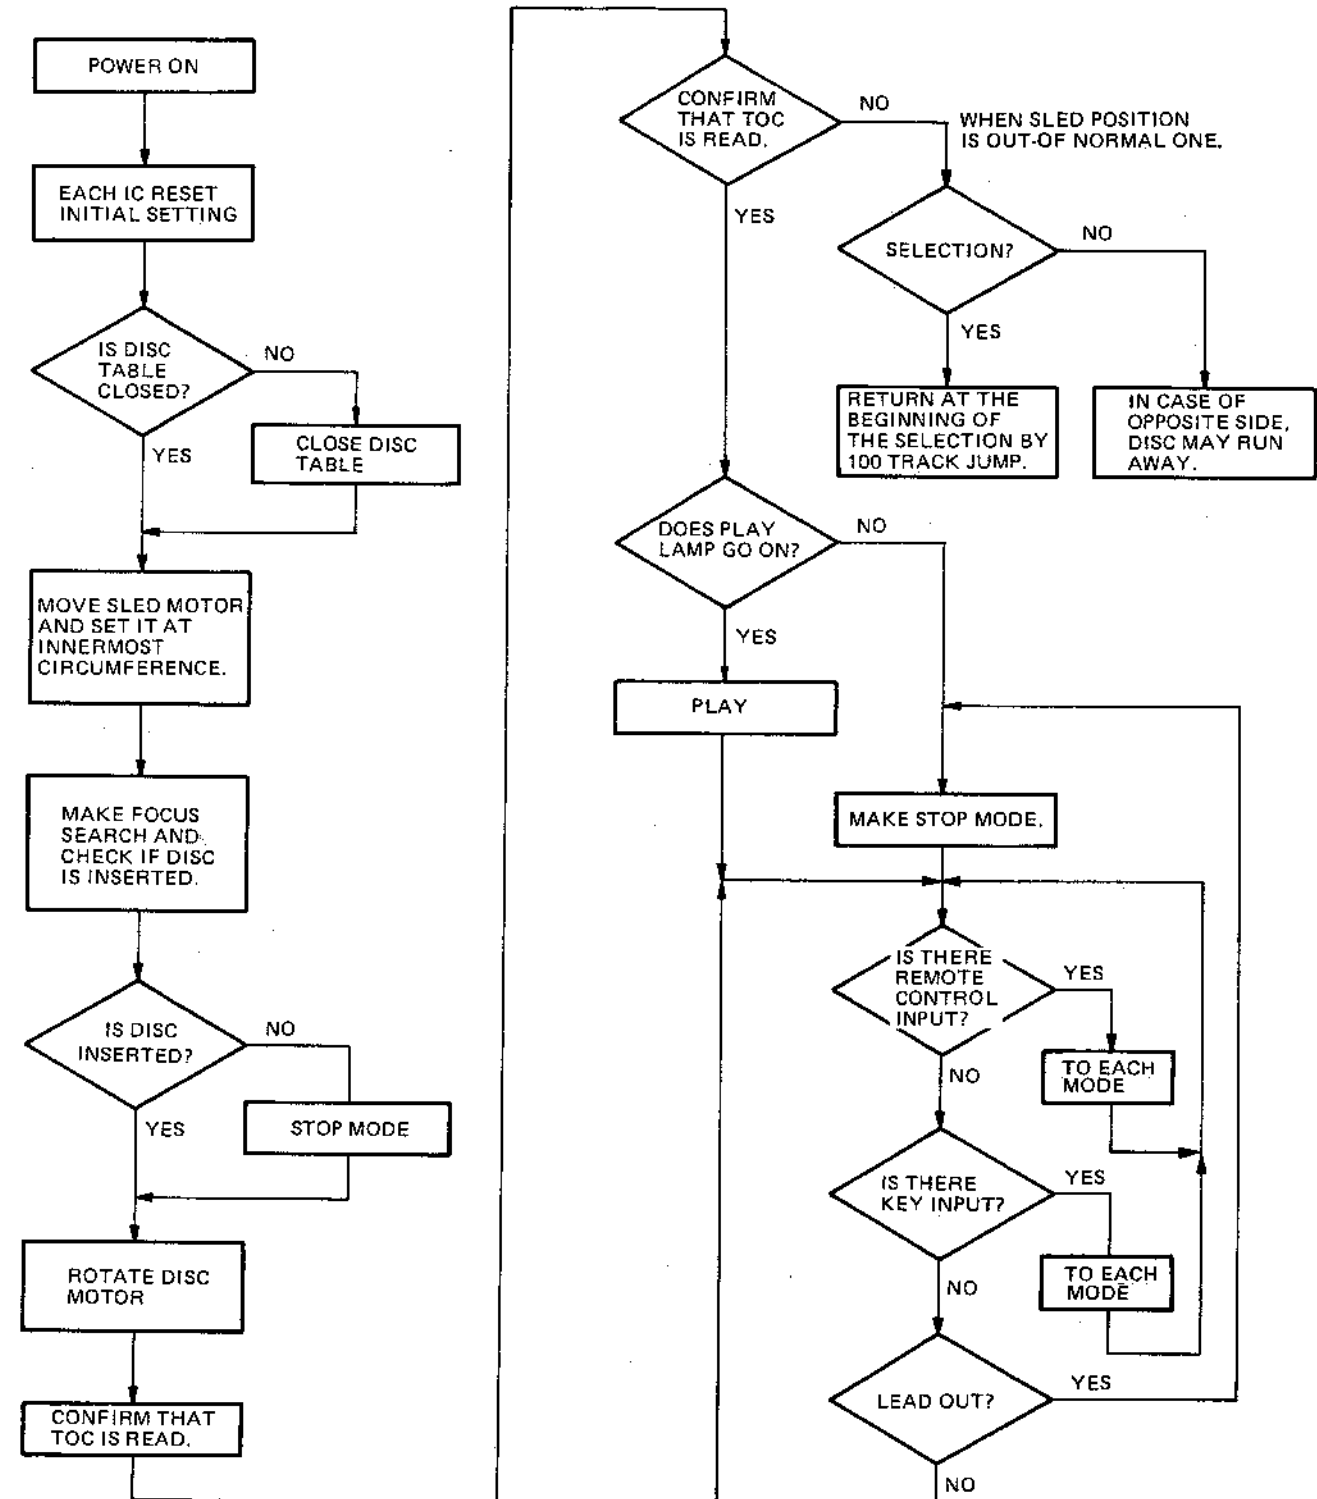 POWER ON
EACH IC RESET
INITIAL SETTING
IS DISC
TABLE
CLOSED?
NO
YES
CLOSE DISC
TABLE
MOVE SLED MOTOR
AND SET IT AT
INNERMOST
CIRCUMFERENCE.
MAKE FOCUS
SEARCH AND
CHECK IF DISC
IS INSERTED.
IS DISC
INSERTED?
NO
YES
STOP MODE
ROTATE DISC
MOTOR
CONFIRM THAT
TOC IS READ.
CONFIRM
THAT TOC
IS READ.
NO
WHEN SLED POSITION
IS OUT-OF NORMAL ONE.
YES
SELECTION?
NO
YES
RETURN AT THE
BEGINNING OF
THE SELECTION BY
100 TRACK JUMP.
IN CASE OF
OPPOSITE SIDE,
DISC MAY RUN
AWAY.
DOES PLAY
LAMP GO ON?
NO
YES
PLAY
MAKE STOP MODE.
IS THERE
REMOTE
CONTROL
INPUT?
YES
NO
TO EACH
MODE
IS THERE
KEY INPUT?
YES
NO
TO EACH
MODE
LEAD OUT?
YES
NO